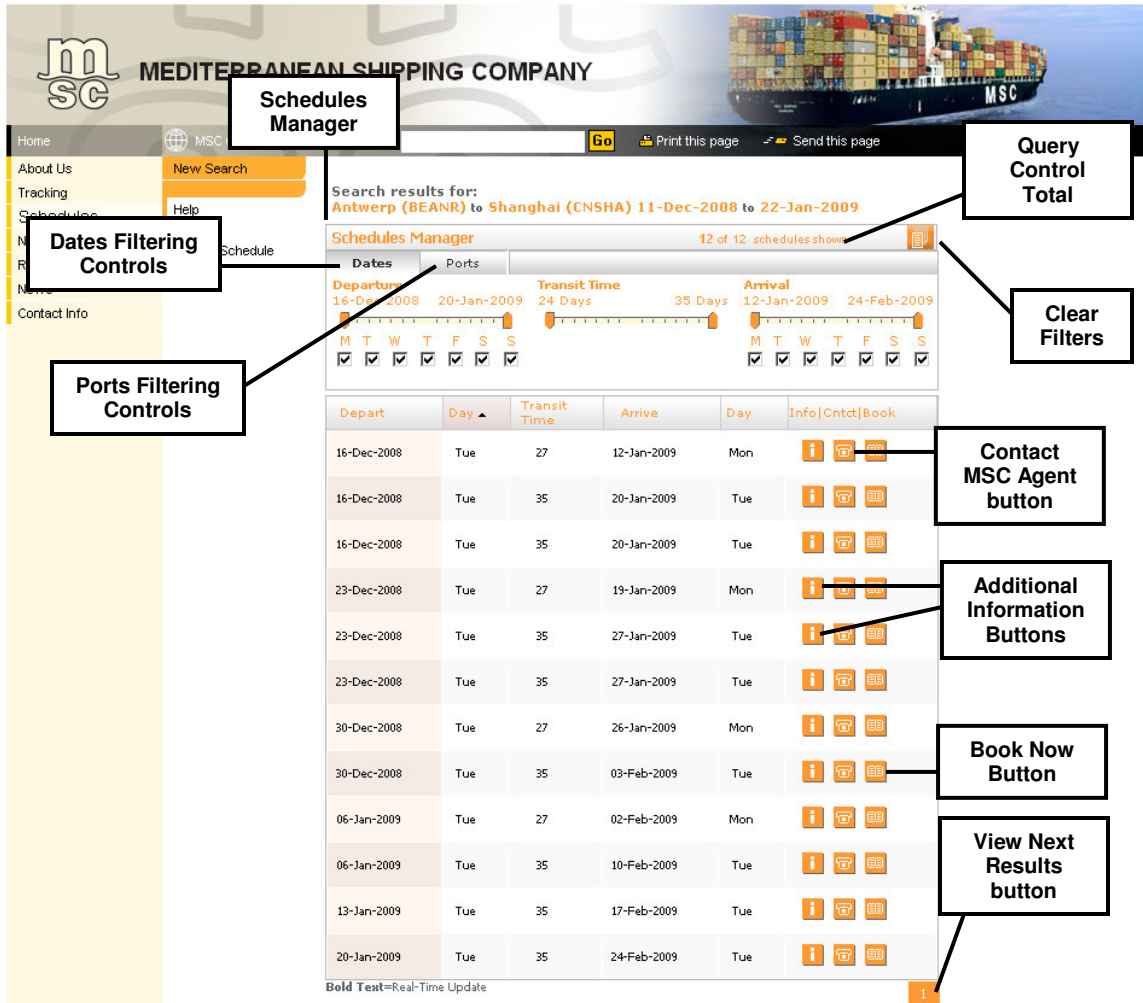 msc
MEDITERRANEAN SHIPPING COMPANY
MSC
Schedules
Manager
Home
MSC
Go
Print this page
Send this page
Query
Control
Total
About Us
Tracking
Schedules
News
Contact Info
New Search
Help
Schedule
Dates Filtering
Controls
Ports Filtering
Controls
Search results for:
Antwerp (BEANR) to Shanghai (CNSHA) 11-Dec-2008 to 22-Jan-2009
Schedules Manager 12 of 12 schedules shown
Dates Ports
Departure Transit Time Arrival
16-Dec-2008 20-Jan-2009 24 Days 35 Days 12-Jan-2009 24-Feb-2009
M T W T F S S M T W T F S S
Clear
Filters
Depart Day Transit Time Arrive Day Info|Cntct|Book
16-Dec-2008 Tue 27 12-Jan-2009 Mon
16-Dec-2008 Tue 35 20-Jan-2009 Tue
16-Dec-2008 Tue 35 20-Jan-2009 Tue
23-Dec-2008 Tue 27 19-Jan-2009 Mon
23-Dec-2008 Tue 35 27-Jan-2009 Tue
23-Dec-2008 Tue 35 27-Jan-2009 Tue
30-Dec-2008 Tue 27 26-Jan-2009 Mon
30-Dec-2008 Tue 35 03-Feb-2009 Tue
06-Jan-2009 Tue 27 02-Feb-2009 Mon
06-Jan-2009 Tue 35 10-Feb-2009 Tue
13-Jan-2009 Tue 35 17-Feb-2009 Tue
20-Jan-2009 Tue 35 24-Feb-2009 Tue
Contact
MSC Agent
button
Additional
Information
Buttons
Book Now
Button
View Next
Results
button
Bold Text=Real-Time Update
1